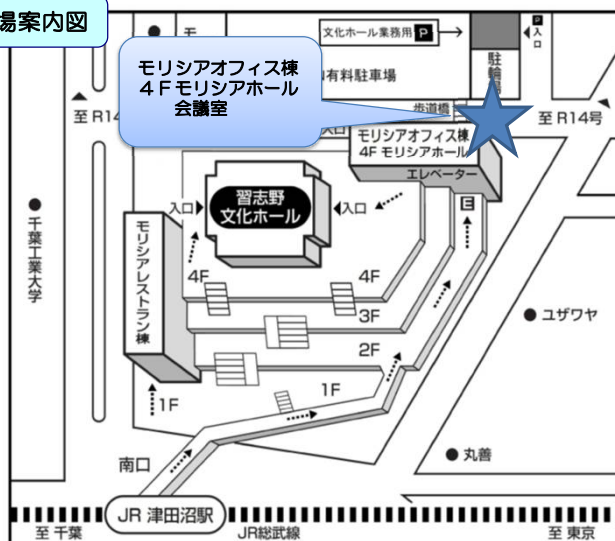 場案内図
モ
文化ホール業務用 P
P
入口
モリシアオフィス棟
4Fモリシアホール
会議室
有料駐車場
駐輪場
歩道橋
至 R14
至 R14号
入口
モリシアオフィス棟
4F モリシアホール
エレベーター
E
習志野
文化ホール
入口
入口
千葉工業大学
モリシアレストラン棟
4F
4F
3F
2F
1F
1F
ユザワヤ
丸善
南口
JR 津田沼駅
JR総武線
至 千葉
至 東京